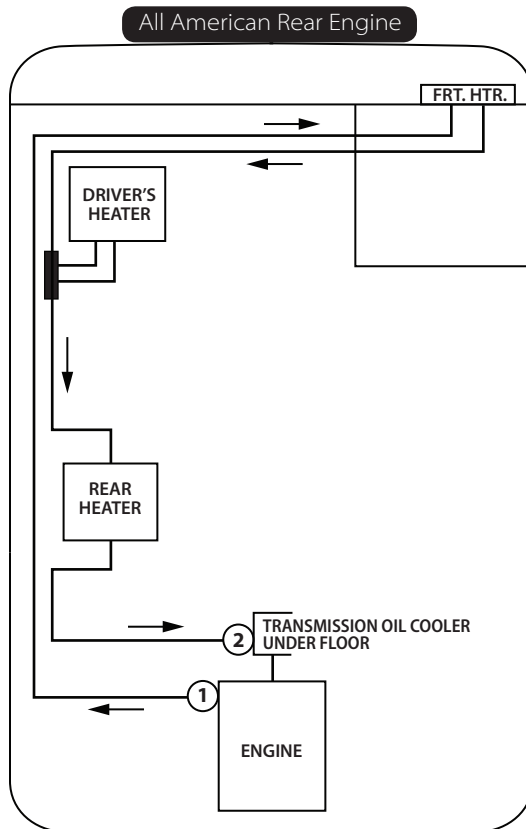 All American Rear Engine
FRT. HTR.
DRIVER'S
HEATER
REAR
HEATER
2
TRANSMISSION OIL COOLER
UNDER FLOOR
1
ENGINE